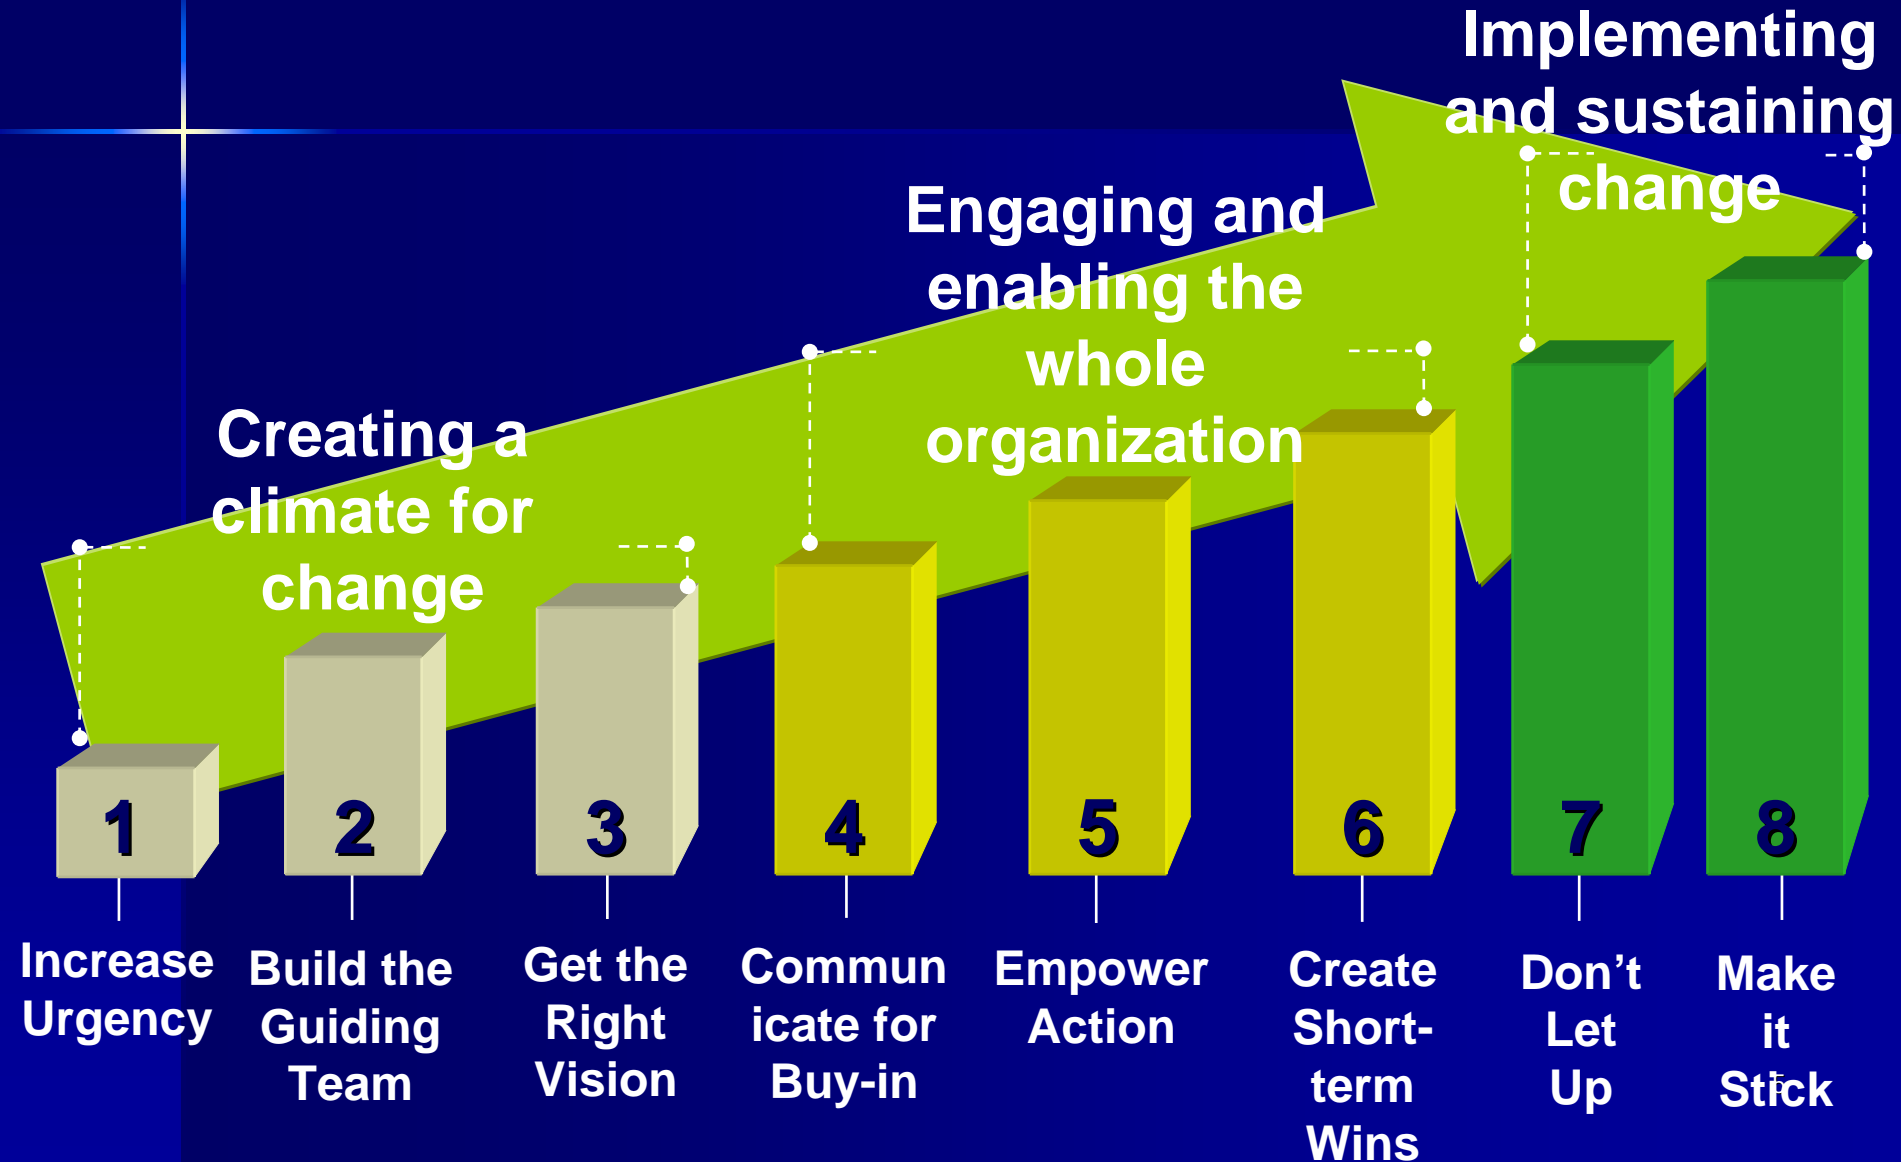 Implementing
and sustaining
change
Engaging and
enabling the
whole
organization
Creating a
climate for
change
1
2
3
4
5
6
7
8
Increase
Urgency
Build the
Guiding
Team
Get the
Right
Vision
Commun
icate for
Buy-in
Empower
Action
Create
Short-
term
Wins
Don’t
Let
Up
Make
it
Stick